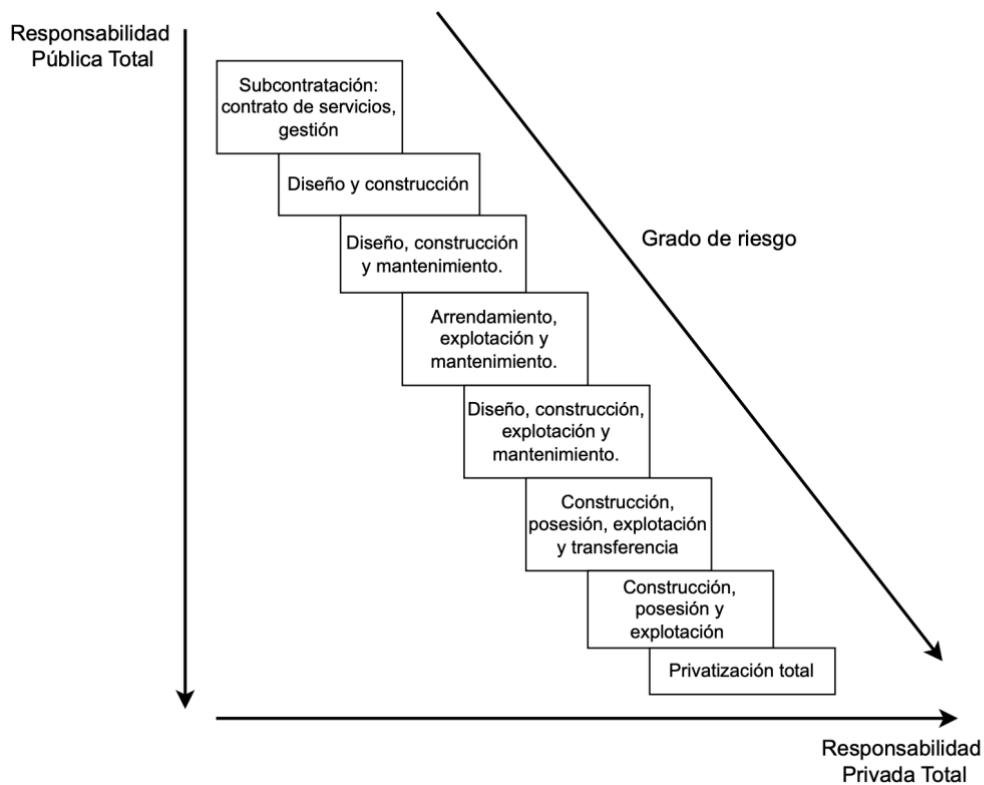 Responsabilidad
Pública Total
Subcontratación:
contrato de servicios,
gestión
Diseño y construcción
Diseño, construcción
y mantenimiento.
Grado de riesgo
Arrendamiento,
explotación y
mantenimiento.
Diseño, construcción,
explotación y
mantenimiento.
Construcción,
posesión, explotación
y transferencia
Construcción,
posesión y
explotación
Privatización total
Responsabilidad
Privada Total